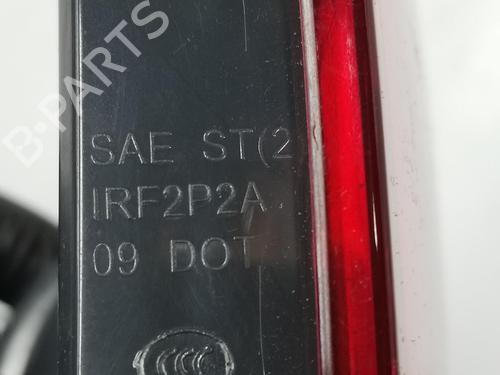 B-PARTS
SAE ST(2)
IRF2P2A
09 DOT
CCC